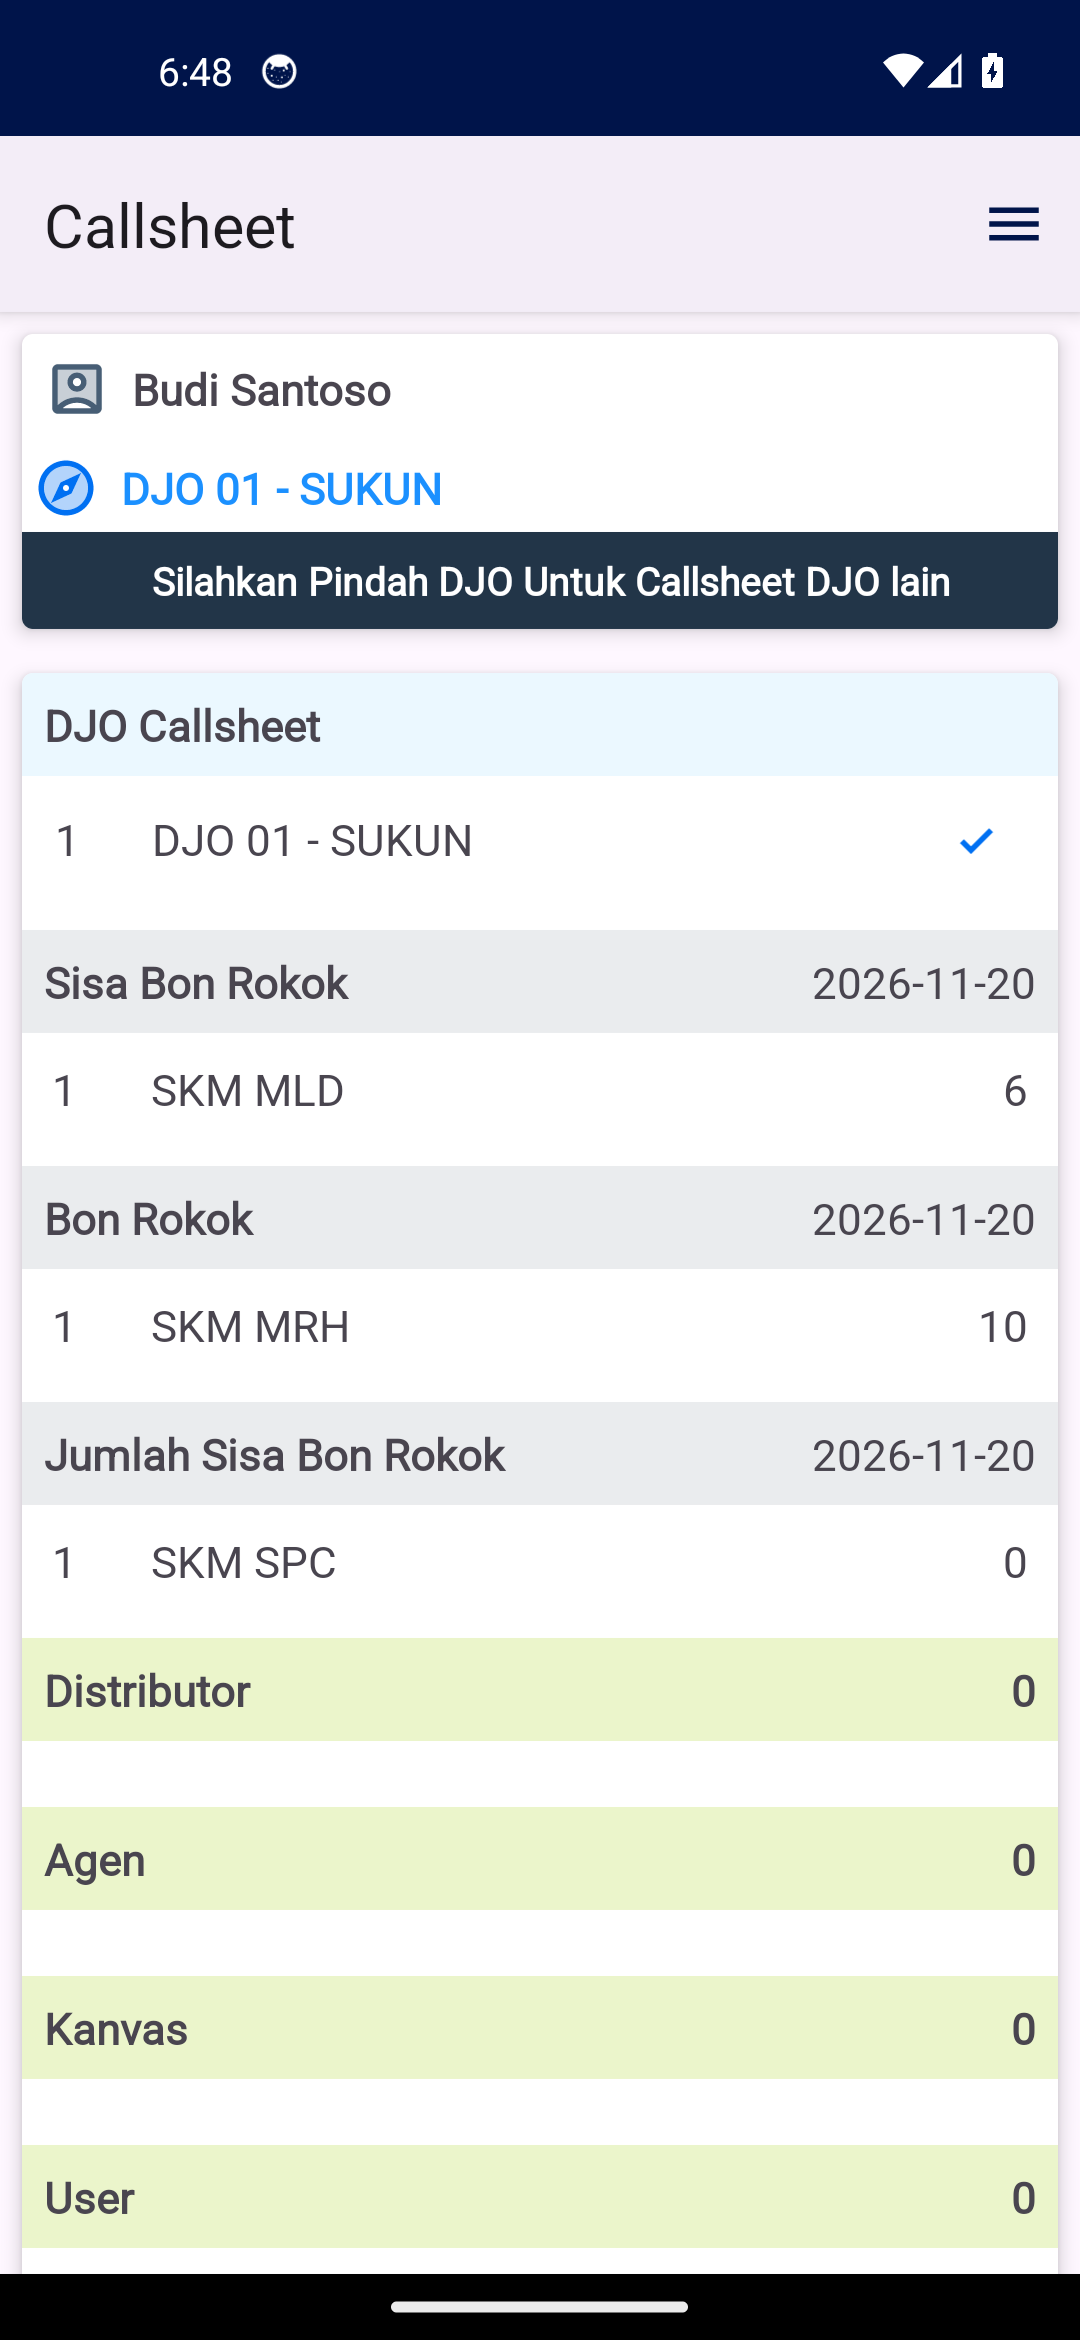 6:48
Callsheet
Budi Santoso
DJO 01 - SUKUN
Silahkan Pindah DJO Untuk Callsheet DJO lain
DJO Callsheet
1 DJO 01 - SUKUN
Sisa Bon Rokok 2026-11-20
1 SKM MLD 6
Bon Rokok 2026-11-20
1 SKM MRH 10
Jumlah Sisa Bon Rokok 2026-11-20
1 SKM SPC 0
Distributor 0
Agen 0
Kanvas 0
User 0